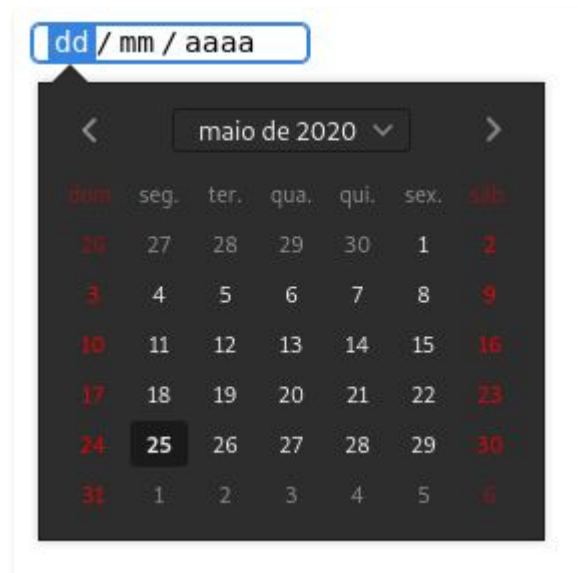 dd / mm / aaaa
maio de 2020
dom seg. ter. qua. qui. sex. sáb.
26 27 28 29 30 1 2
3 4 5 6 7 8 9
10 11 12 13 14 15 16
17 18 19 20 21 22 23
24 25 26 27 28 29 30
31 1 2 3 4 5 6